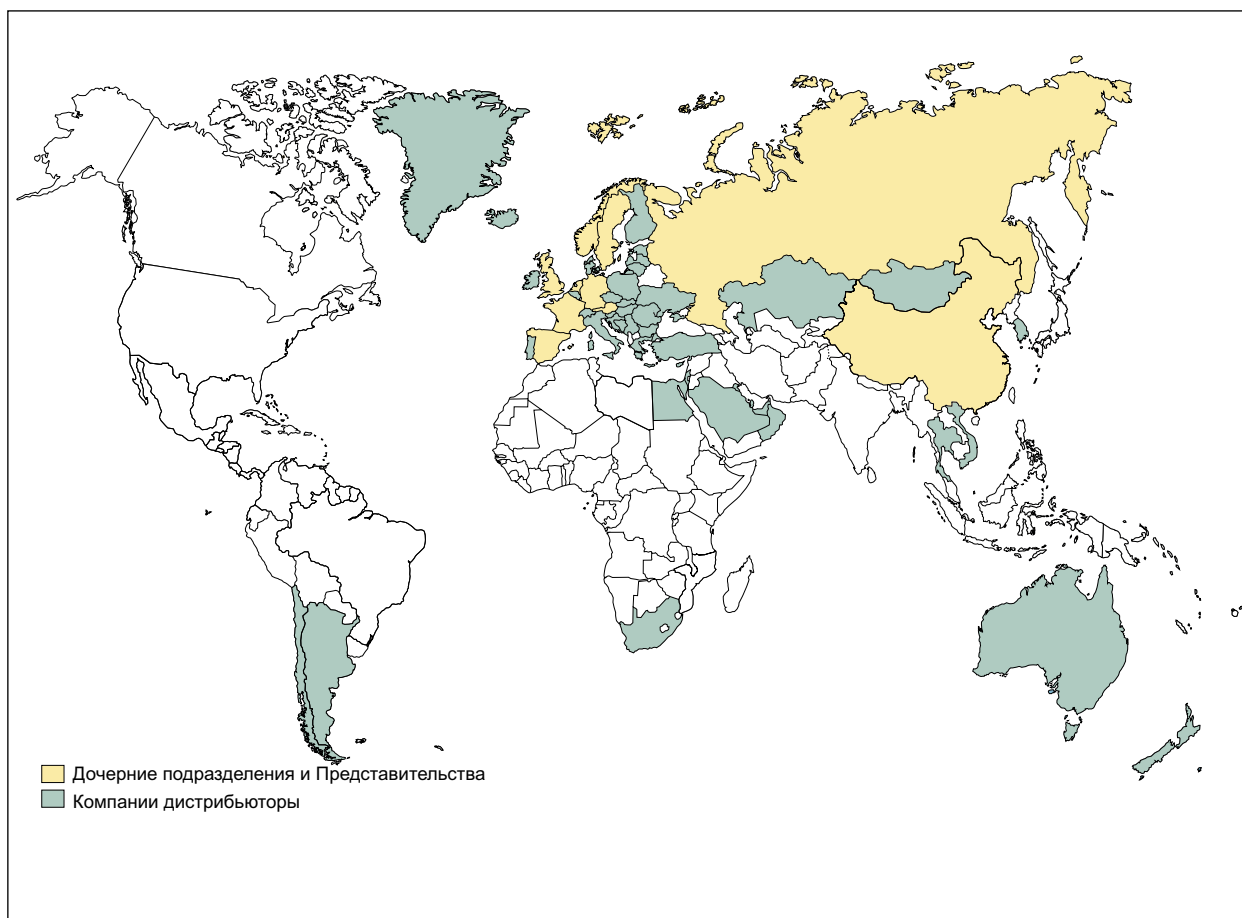 Дочерние подразделения и Представительства
Компании дистрибьюторы